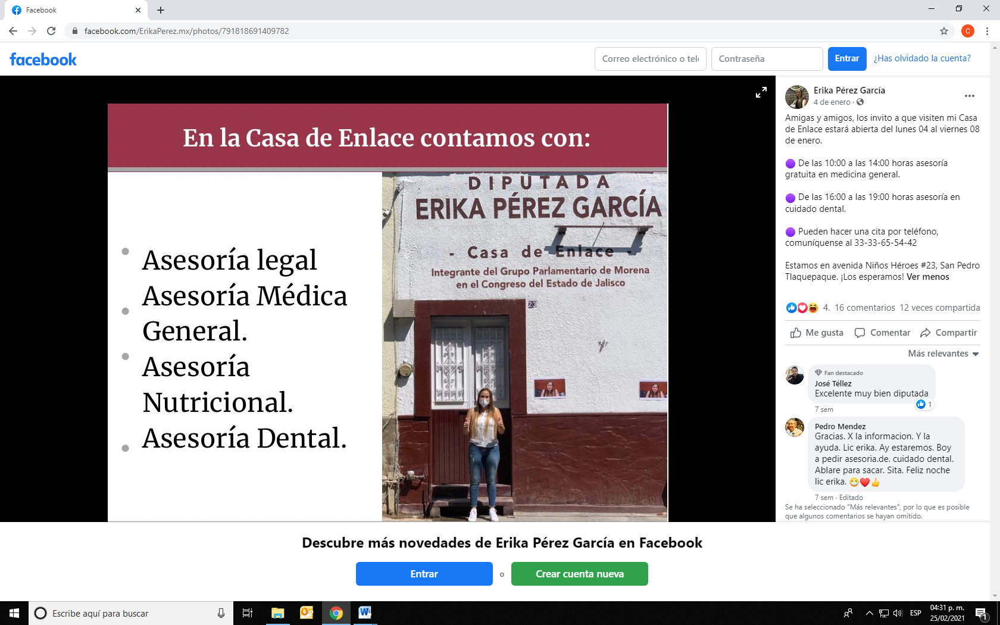 Facebook
facebook.com/ErikaPerez.mx/photos/791818691409782
C
facebook
Correo electrónico o tel
Contraseña
Entrar
¿Has olvidado la cuenta?
En la Casa de Enlace contamos con:
Asesoría legal
Asesoría Médica
General.
Asesoría
Nutricional.
Asesoría Dental.
DIPUTADA
ERIKA PÉREZ GARCÍA
- Casa de Enlace -
Integrante del Grupo Parlamentario de Morena
en el Congreso del Estado de Jalisco
23
Erika Pérez García
4 de enero ·
Amigas y amigos, los invito a que visiten mi Casa
de Enlace estará abierta del lunes 04 al viernes 08
de enero.
De las 10:00 a las 14:00 horas asesoría
gratuita en medicina general.
De las 16:00 a las 19:00 horas asesoría en
cuidado dental.
Pueden hacer una cita por teléfono,
comuníquense al 33-33-65-54-42
Estamos en avenida Niños Héroes #23, San Pedro
Tlaquepaque. ¡Los esperamos! Ver menos
4. 16 comentarios 12 veces compartida
Me gusta Comentar Compartir
Más relevantes
Fan destacado
José Téllez
Excelente muy bien diputada
1
7 sem
Pedro Mendez
Gracias. X la informacion. Y la
ayuda. Lic erika. Ay estaremos. Boy
a pedir asesoria.de. cuidado dental.
Ablare para sacar. Sita. Feliz noche
lic erika. 😁❤️👍
7 sem · Editado
Se ha seleccionado "Más relevantes", por lo que es posible
que algunos comentarios se hayan omitido.
Descubre más novedades de Erika Pérez García en Facebook
Entrar o Crear cuenta nueva
Escribe aquí para buscar
ESP
04:31 p. m.
25/02/2021
1